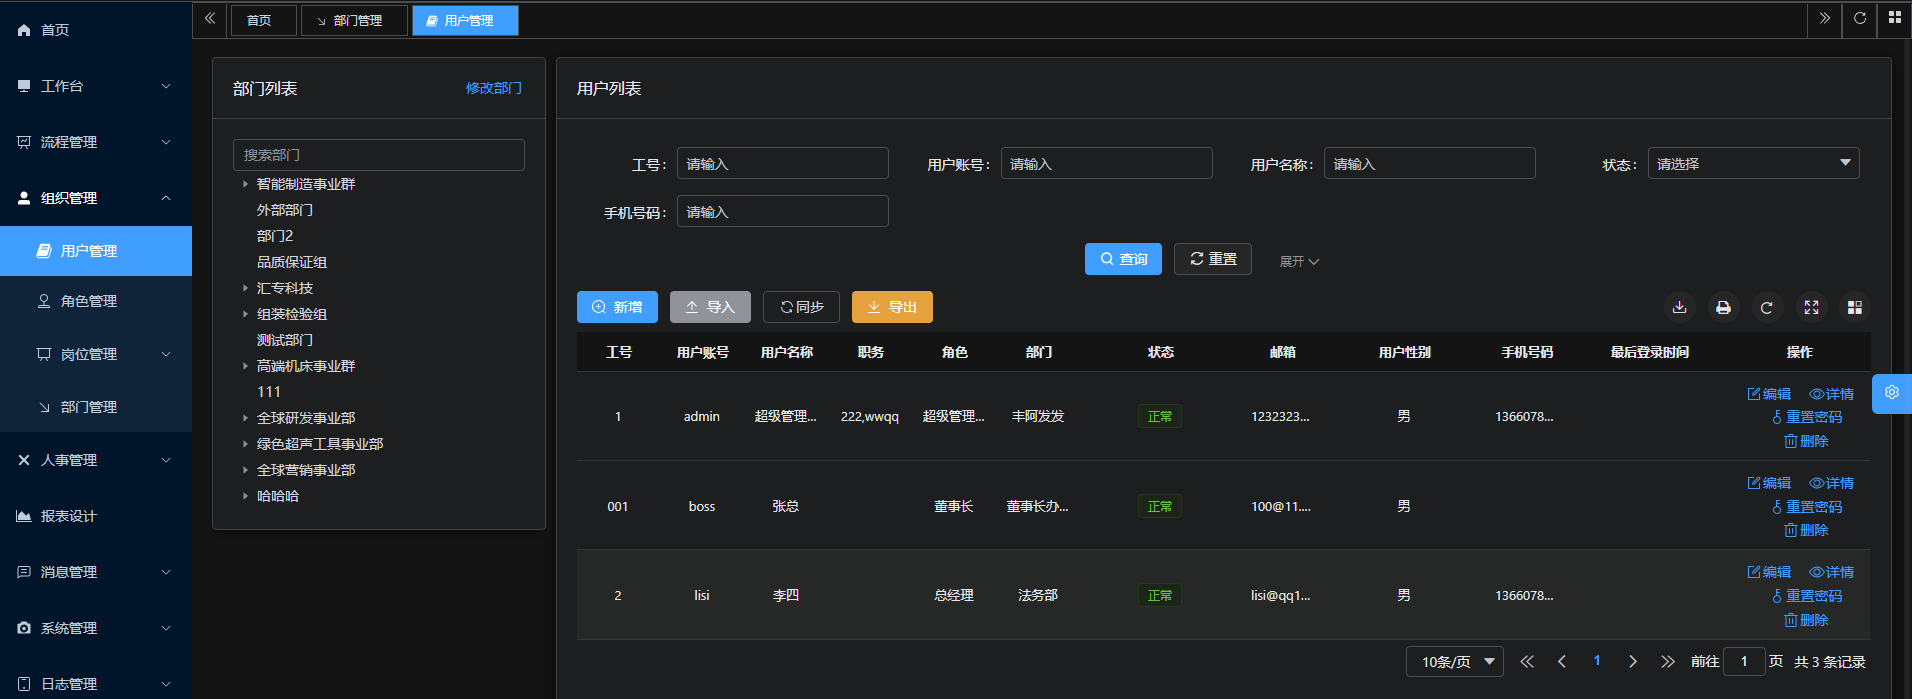 首页
工作台
流程管理
组织管理
用户管理
角色管理
岗位管理
部门管理
人事管理
报表设计
消息管理
系统管理
日志管理
首页 部门管理 用户管理
部门列表 修改部门
搜索部门
智能制造事业群
外部部门
部门2
品质保证组
汇专科技
组装检验组
测试部门
高端机床事业群
111
全球研发事业部
绿色超声工具事业部
全球营销事业部
哈哈哈
用户列表
工号: 请输入 用户账号: 请输入 用户名称: 请输入 状态: 请选择
手机号码: 请输入
查询 重置 展开
新增 导入 同步 导出
工号 用户账号 用户名称 职务 角色 部门 状态 邮箱 用户性别 手机号码 最后登录时间 操作
1 admin 超级管理... 222,wwqq 超级管理... 丰阿发发 正常 1232323... 男 1366078... 编辑 详情
重置密码
删除
001 boss 张总 董事长 董事长办... 正常 100@11.... 男 编辑 详情
重置密码
删除
2 lisi 李四 总经理 法务部 正常 lisi@qq1... 男 1366078... 编辑 详情
重置密码
删除
10条/页 1 前往 1 页 共 3 条记录